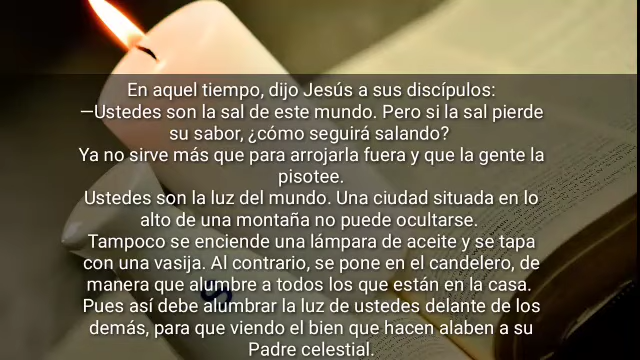 En aquel tiempo, dijo Jesús a sus discípulos:
—Ustedes son la sal de este mundo. Pero si la sal pierde
su sabor, ¿cómo seguirá salando?
Ya no sirve más que para arrojarla fuera y que la gente la
pisotee.
Ustedes son la luz del mundo. Una ciudad situada en lo
alto de una montaña no puede ocultarse.
Tampoco se enciende una lámpara de aceite y se tapa
con una vasija. Al contrario, se pone en el candelero, de
manera que alumbre a todos los que están en la casa.
Pues así debe alumbrar la luz de ustedes delante de los
demás, para que viendo el bien que hacen alaben a su
Padre celestial.